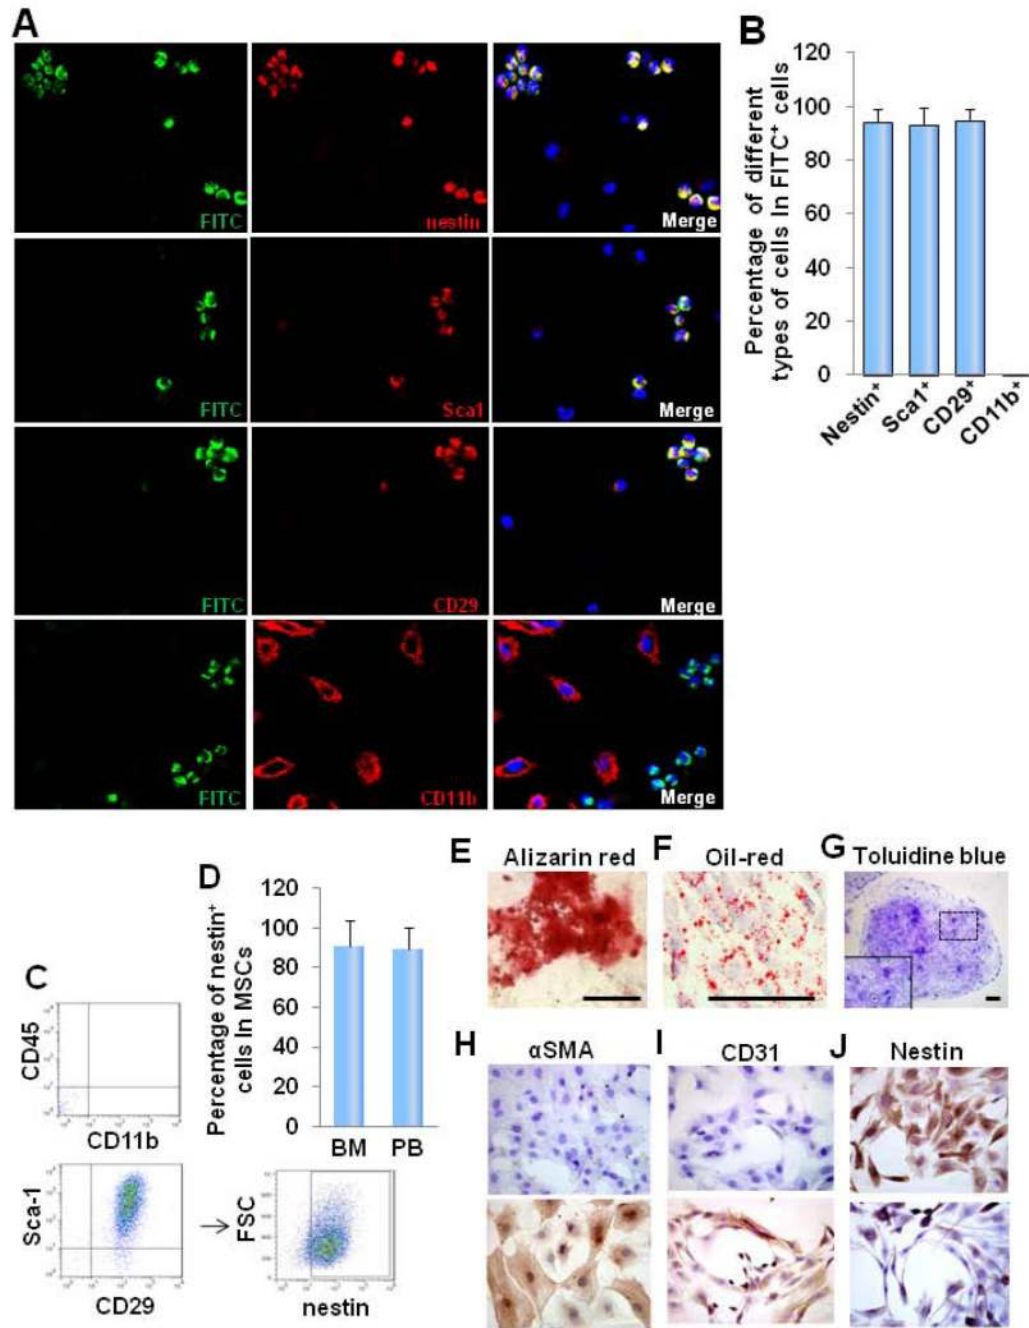 A
FITC
nestin
Merge
FITC
Sca1
Merge
FITC
CD29
Merge
FITC
CD11b
Merge
B
Percentage of different
types of cells In FITC⁺ cells
120
100
80
60
40
20
0
Nestin⁺
Sca1⁺
CD29⁺
CD11b⁺
C
CD45
CD11b
Sca-1
CD29
FSC
nestin
D
Percentage of nestin⁺
cells In MSCs
120
100
80
60
40
20
0
BM
PB
E
Alizarin red
F
Oil-red
G
Toluidine blue
H
αSMA
I
CD31
J
Nestin